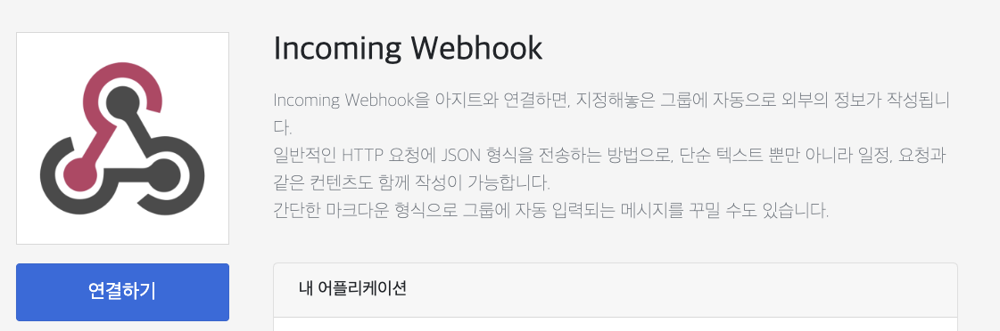 Incoming Webhook
Incoming Webhook을 아지트와 연결하면, 지정해놓은 그룹에 자동으로 외부의 정보가 작성됩니
다.
일반적인 HTTP 요청에 JSON 형식을 전송하는 방법으로, 단순 텍스트 뿐만 아니라 일정, 요청과
같은 컨텐츠도 함께 작성이 가능합니다.
간단한 마크다운 형식으로 그룹에 자동 입력되는 메시지를 꾸밀 수도 있습니다.
연결하기
내 어플리케이션